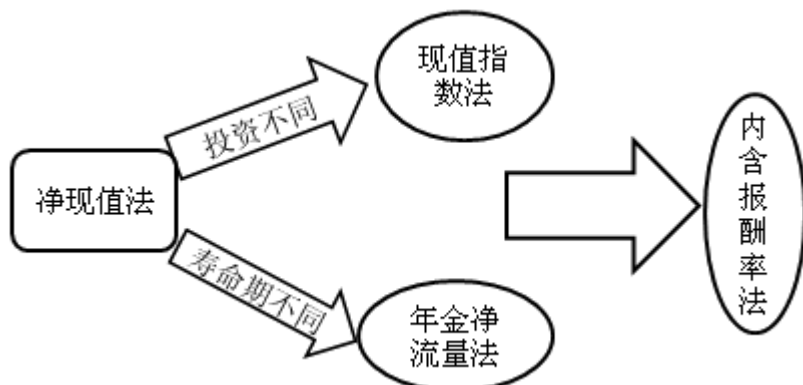 净现值法
投资不同
现值指
数法
寿命期不同
年金净
流量法
内
含
报
酬
率
法